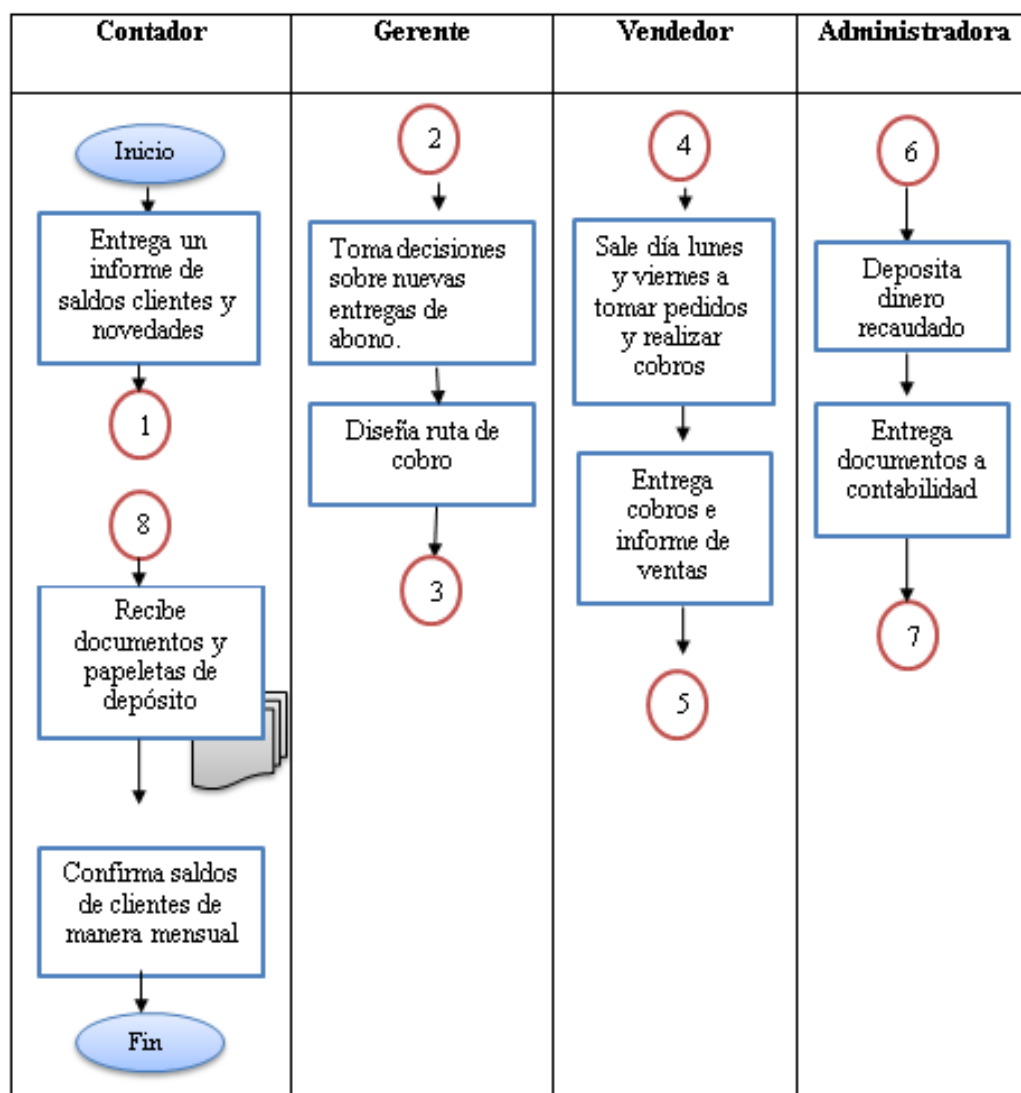 Contador
Gerente
Vendedor
Administradora
Inicio
Entrega un
informe de
saldos clientes y
novedades
1
8
Recibe
documentos y
papeletas de
depósito
Confirma saldos
de clientes de
manera mensual
Fin
2
Toma decisiones
sobre nuevas
entregas de
abono.
Diseña ruta de
cobro
3
4
Sale día lunes
y viernes a
tomar pedidos
y realizar
cobros
Entrega
cobros e
informe de
ventas
5
6
Deposita
dinero
recaudado
Entrega
documentos a
contabilidad
7